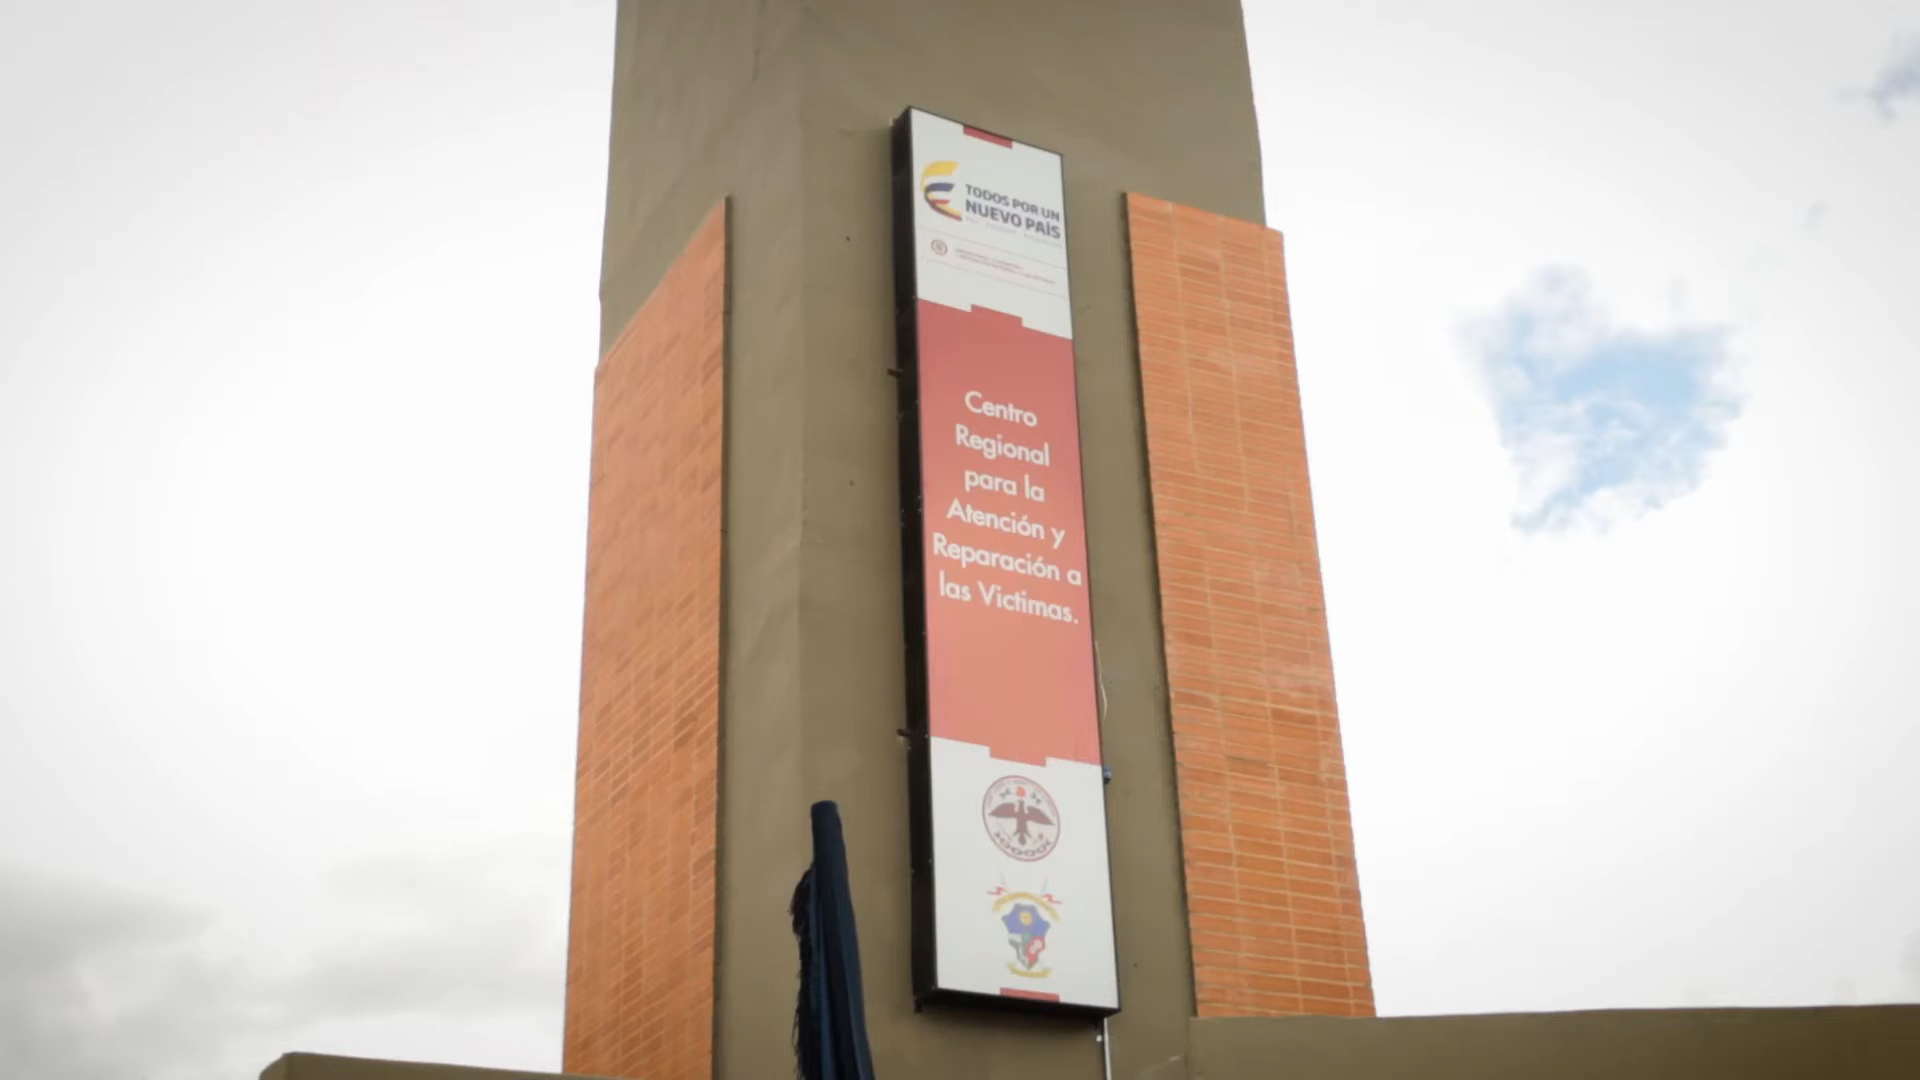 TODOS POR UN
NUEVO PAÍS
Centro
Regional
para la
Atención y
Reparación a
las Victimas.